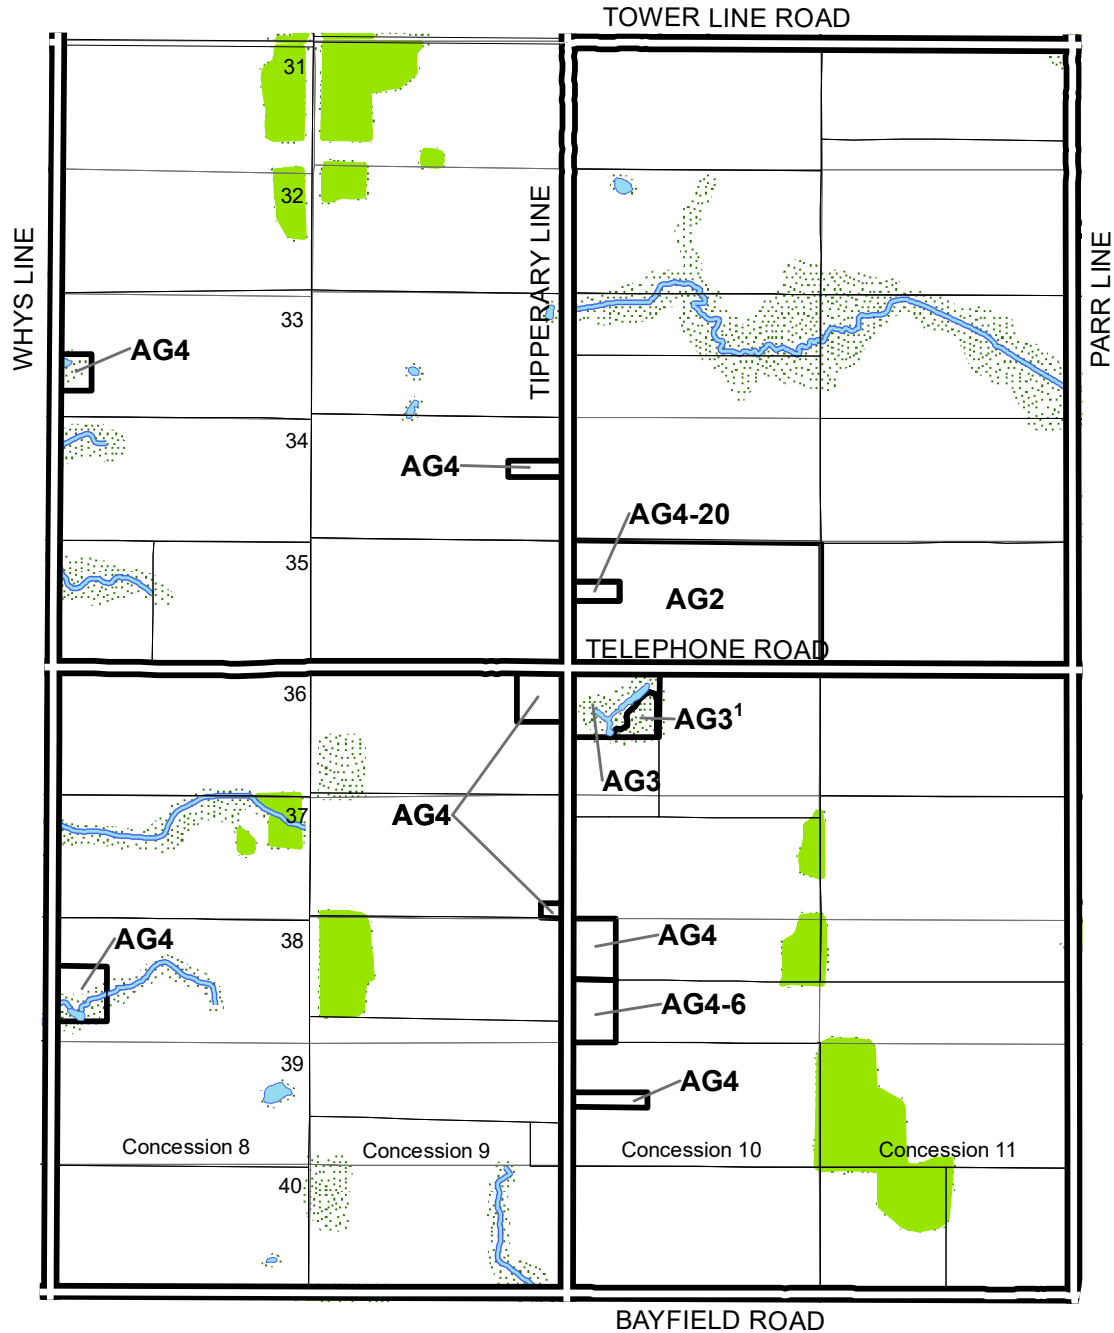 TOWER LINE ROAD
31
32
WHYS LINE
TIPPERARY LINE
PARR LINE
33
AG4
34
AG4
AG4-20
35
AG2
TELEPHONE ROAD
36
AG3¹
AG3
37
AG4
38
AG4
AG4
AG4-6
39
AG4
Concession 8
Concession 9
Concession 10
Concession 11
40
BAYFIELD ROAD